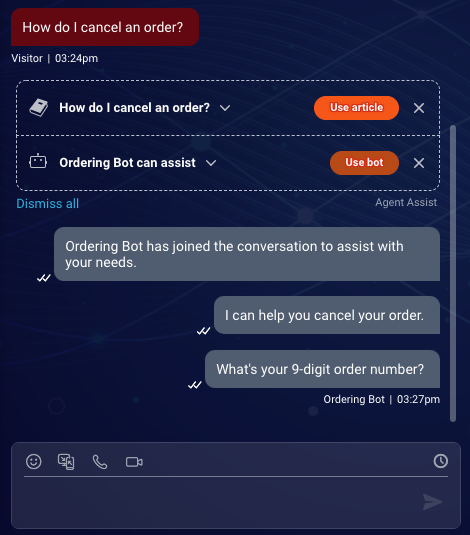 How do I cancel an order?
Visitor | 03:24pm
How do I cancel an order?
Use article
Ordering Bot can assist
Use bot
Dismiss all
Agent Assist
Ordering Bot has joined the conversation to assist with
your needs.
I can help you cancel your order.
What's your 9-digit order number?
Ordering Bot | 03:27pm